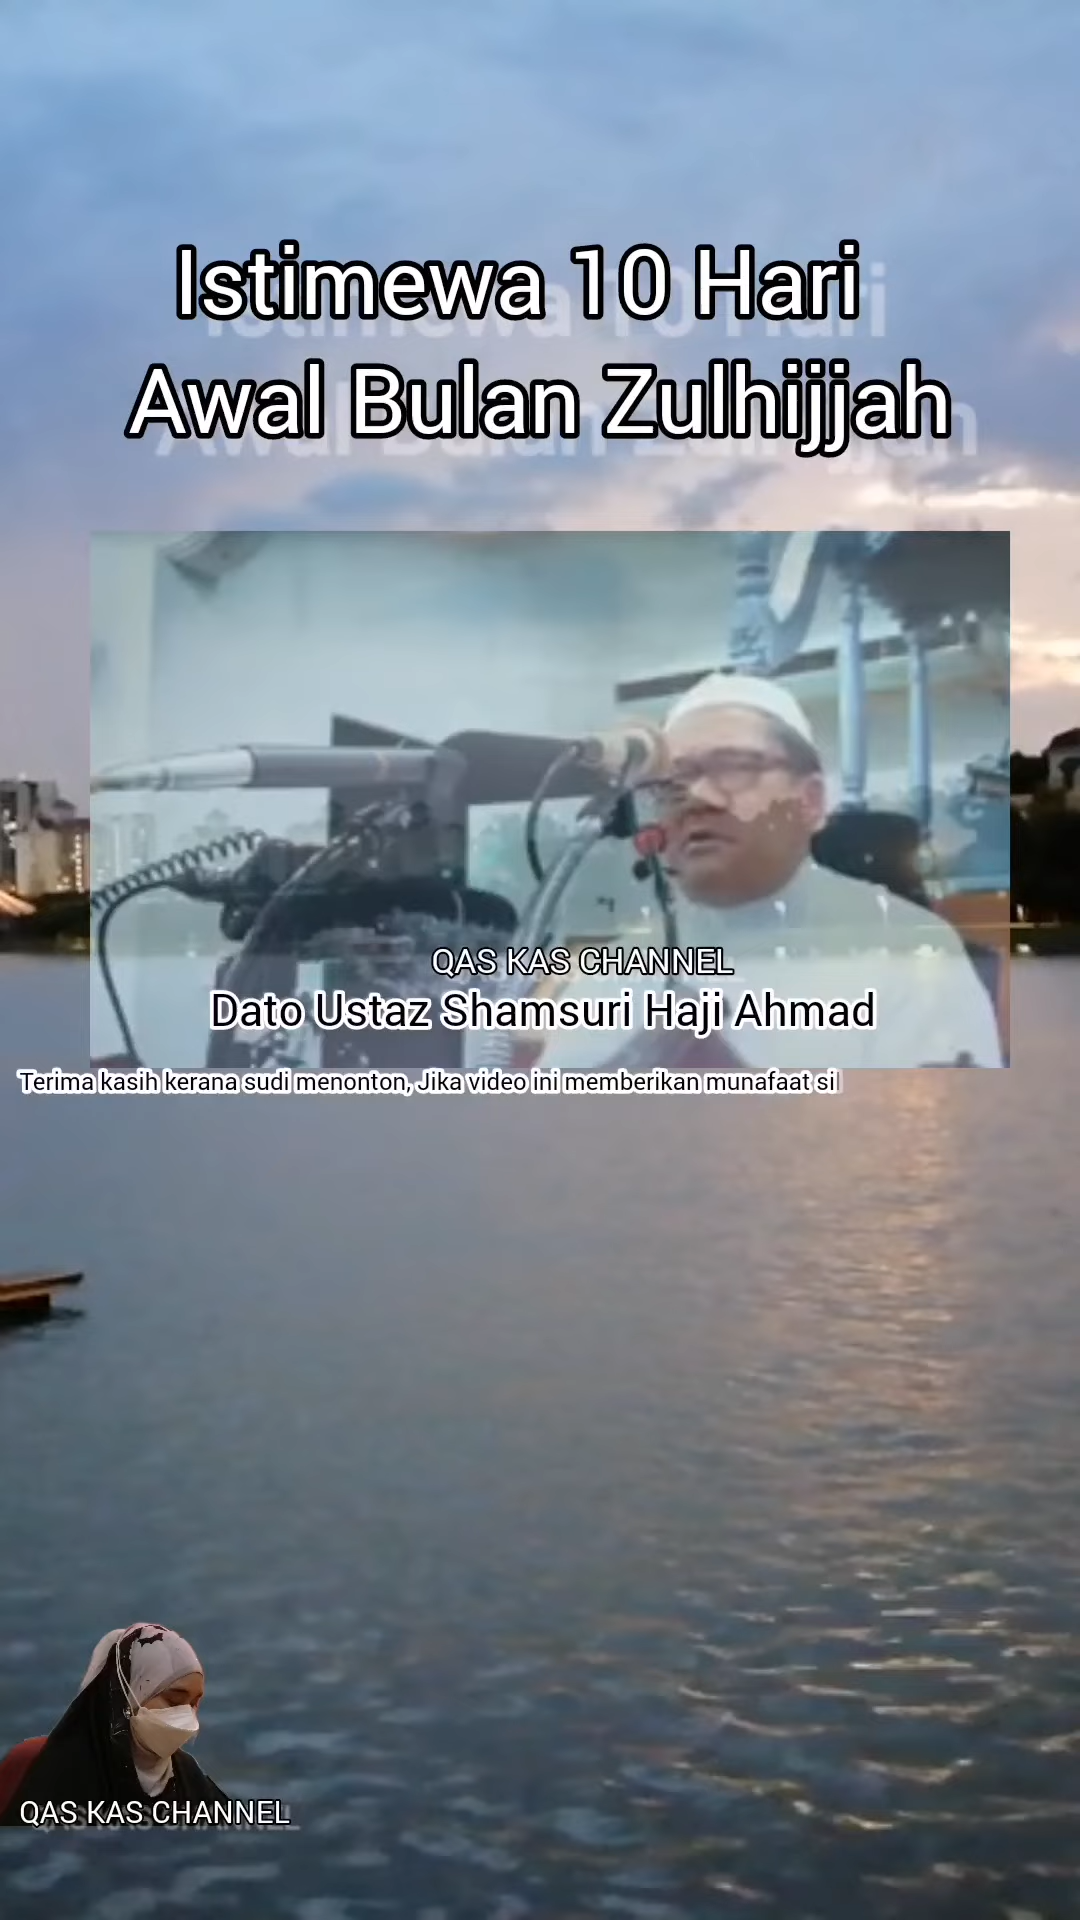 Istimewa 10 Hari
Awal Bulan Zulhijjah
QAS KAS CHANNEL
Dato Ustaz Shamsuri Haji Ahmad
Terima kasih kerana sudi menonton, Jika video ini memberikan munafaat si
QAS KAS CHANNEL